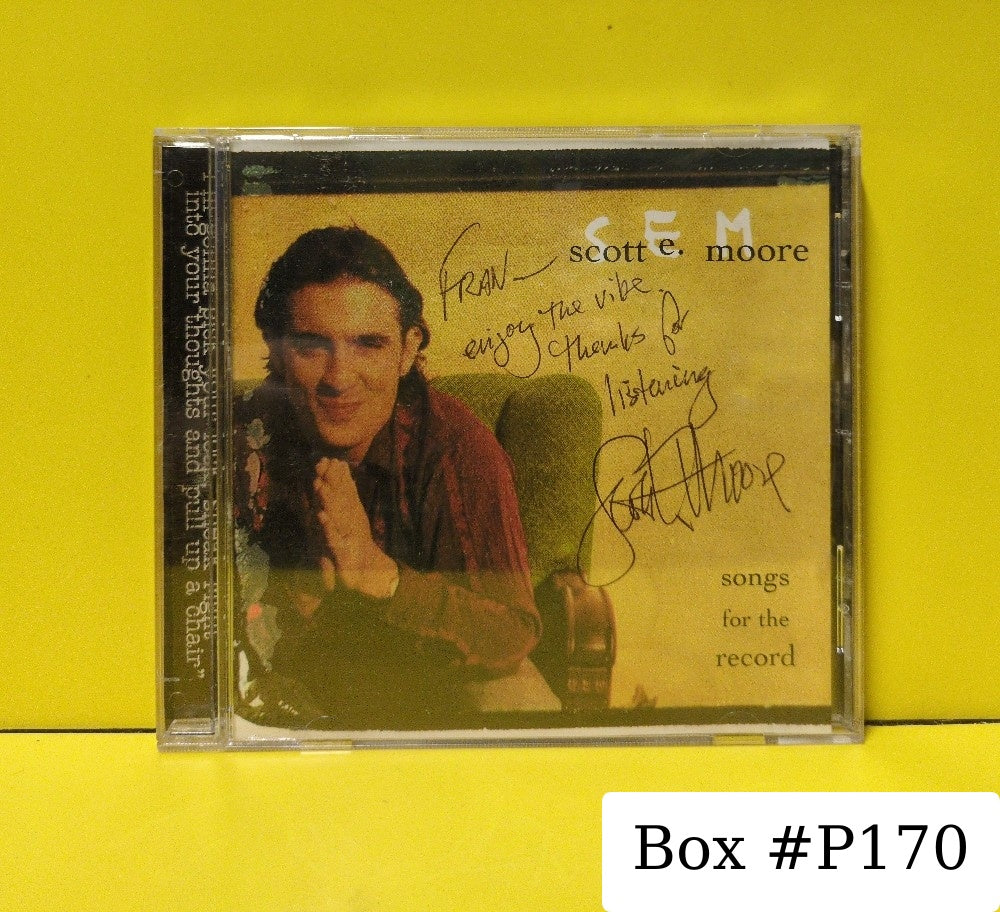 S E M
scott e. moore
FRAN—
enjoy the vibe.
thanks for
listening
Scott E. Moore
songs
for the
record
into your thoughts and pull up a chair"
Box #P170